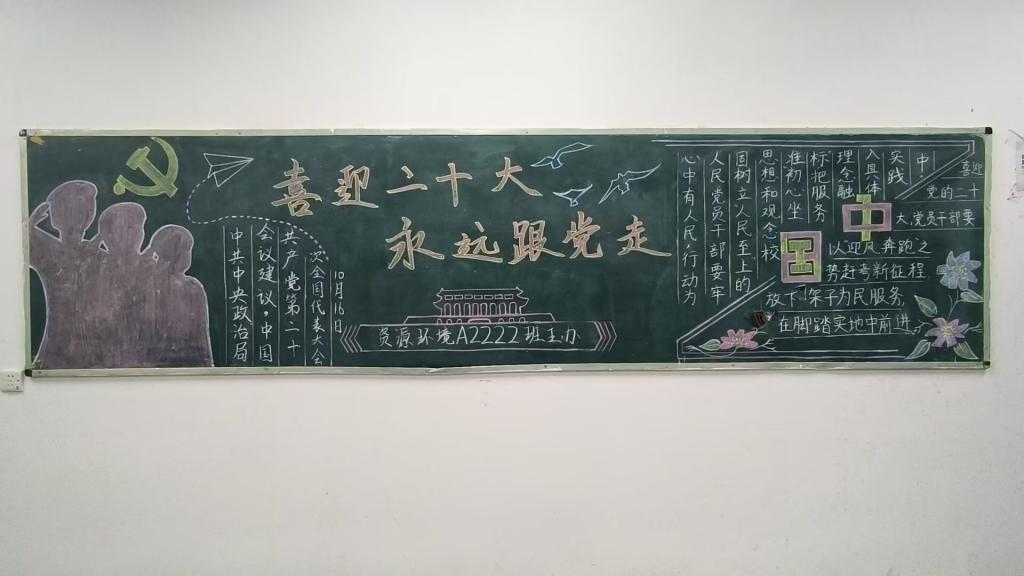 喜迎二十大
永远跟党走
中共中央政治局
会议建议·中国
共产党第二十
次全国代表大会
10月16日
资源环境A2222班主办
心中有人民·行动为
人民党员干部要牢
固树立人民至上的
思想和观念校
准初心坐
标把服务
理念融
入具体
实践
中!
喜迎
党的二十
大,党员干部要
中国
以迎风奔跑之
势赶考新征程
放下架子为民服务
在脚踏实地中前进